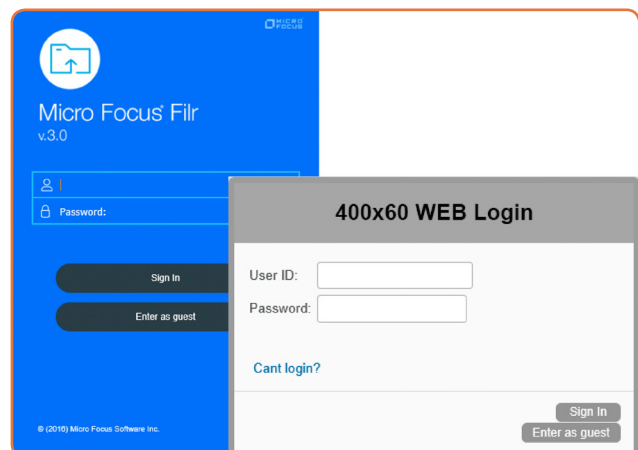 MICRO
FOCUS
Micro Focus Filr
v.3.0
Password:
Sign In
Enter as guest
© (2016) Micro Focus Software Inc.
400x60 WEB Login
User ID:
Password:
Cant login?
Sign In
Enter as guest